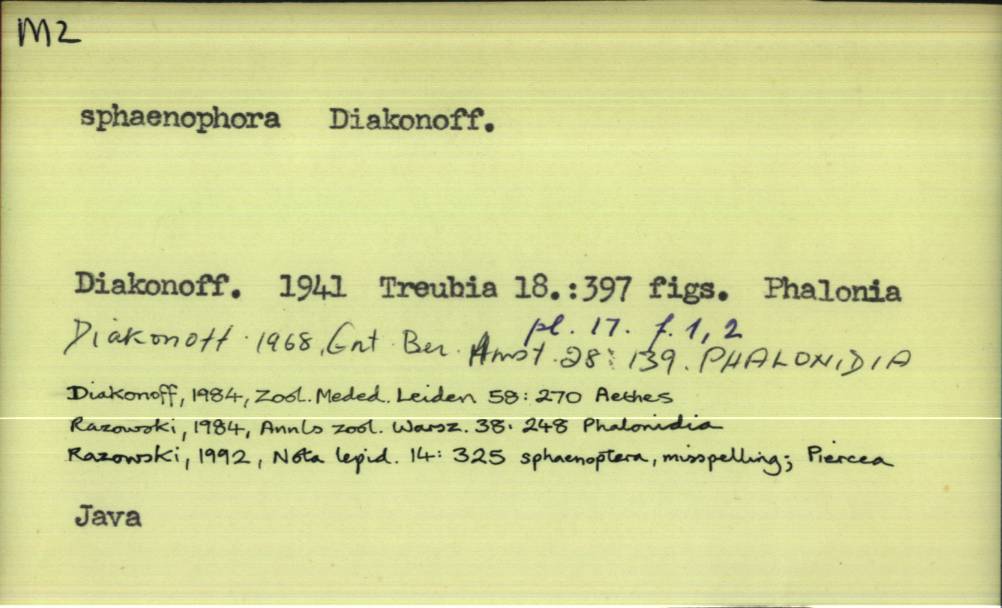 M2
sphaenophora Diakonoff.
Diakonoff. 1941 Treubia 18.:397 figs. Phalonia
pl. 17. f. 1, 2
Diakonoff. 1968, Ent. Ber. Amst. 28: 139. PHALONIDIA
Diakonoff, 1984, Zool. Meded. Leiden 58: 270 Aethes
Razowski, 1984, Annls zool. Warsz. 38: 248 Phalonidia
Razowski, 1992, Nota lepid. 14: 325 sphaenoptera, misspelling; Piercea
Java